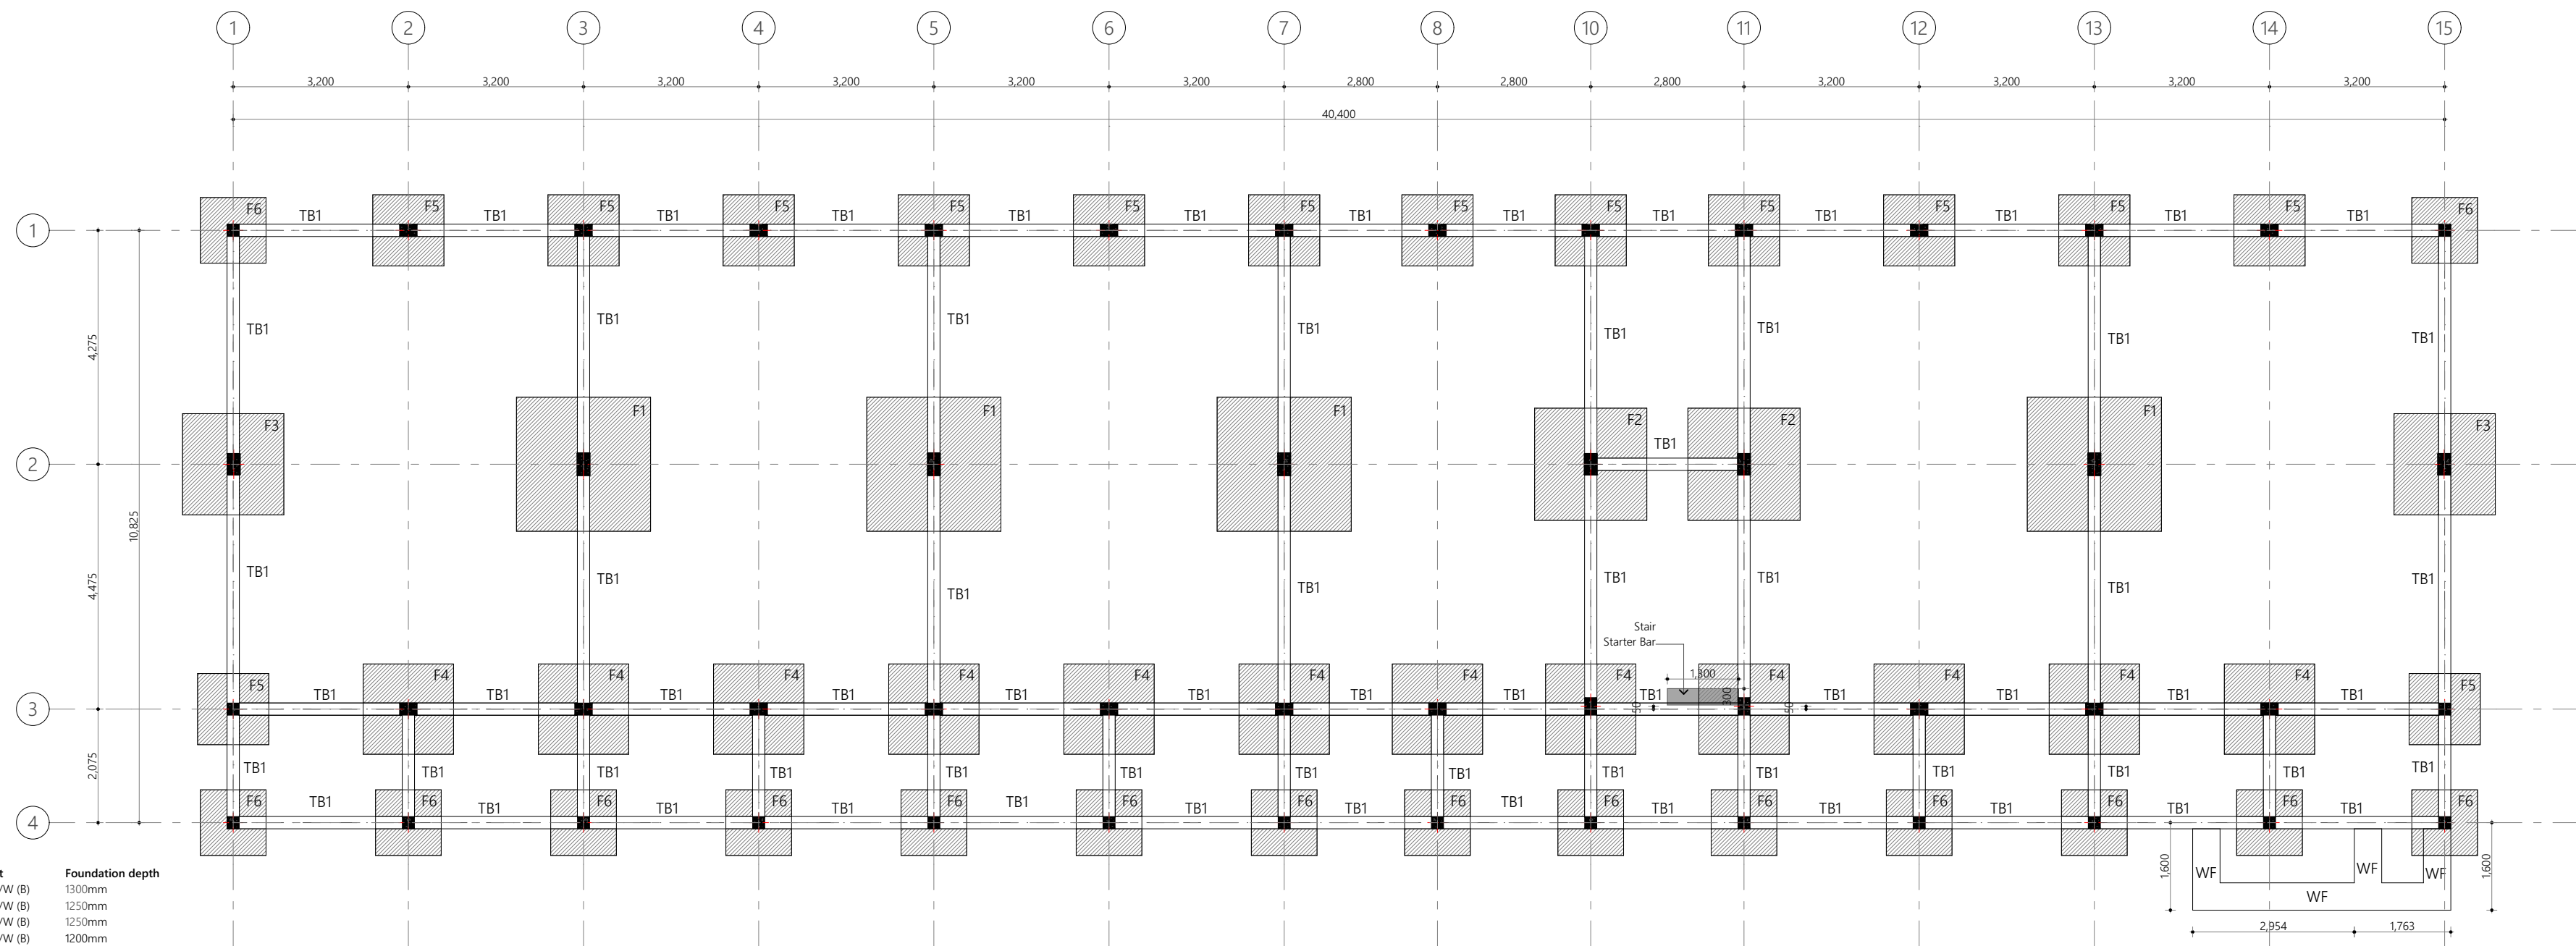 1 2 3 4 5 6 7 8 10 11 12 13 14 15
3,200 3,200 3,200 3,200 3,200 3,200 2,800 2,800 2,800 3,200 3,200 3,200 3,200
40,400
F6 F5 F5 F5 F5 F5 F5 F5 F5 F5 F5 F5 F5 F6
TB1 TB1 TB1 TB1 TB1 TB1 TB1 TB1 TB1 TB1 TB1 TB1 TB1
1
TB1 TB1 TB1 TB1 TB1 TB1 TB1 TB1
4,275
F3 F1 F1 F1 F2 F2 F1 F3
TB1
2
10,825
TB1 TB1 TB1 TB1 TB1 TB1 TB1 TB1
4,475
Stair
Starter Bar
1,300
300
F5 F4 F4 F4 F4 F4 F4 F4 F4 F4 F4 F4 F4 F5
TB1 TB1 TB1 TB1 TB1 TB1 TB1 TB1 TB1 TB1 TB1 TB1 TB1
50 50
3
2,075
TB1 TB1 TB1 TB1 TB1 TB1 TB1 TB1 TB1 TB1 TB1 TB1 TB1 TB1
F6 F6 F6 F6 F6 F6 F6 F6 F6 F6 F6 F6 F6 F6
TB1 TB1 TB1 TB1 TB1 TB1 TB1 TB1 TB1 TB1 TB1 TB1 TB1
4
1,600 WF WF WF 1,600
WF
2,954 1,763
t Foundation depth
/W (B) 1300mm
/W (B) 1250mm
/W (B) 1250mm
/W (B) 1200mm